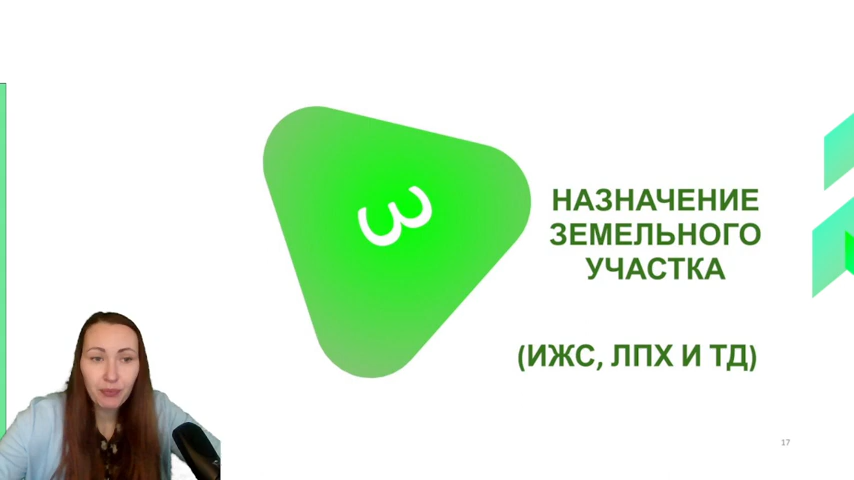 3
НАЗНАЧЕНИЕ
ЗЕМЕЛЬНОГО
УЧАСТКА
(ИЖС, ЛПХ И ТД)
17